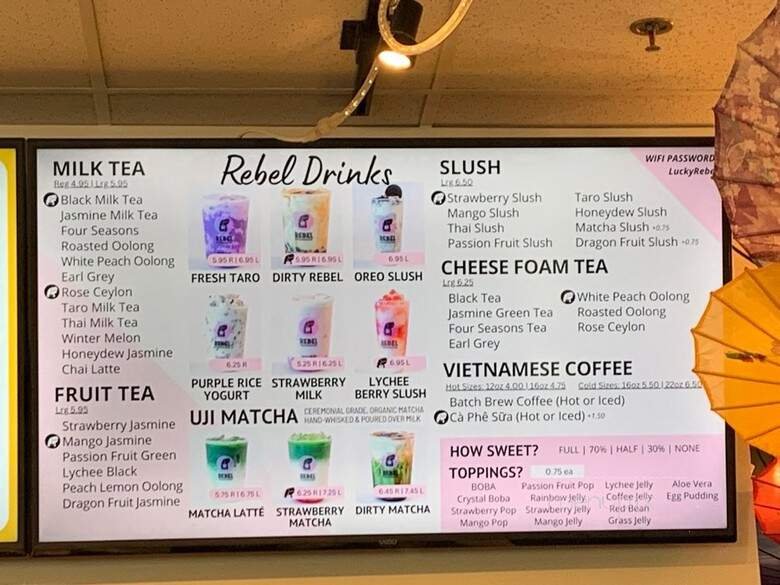 WIFI PASSWORD
MILK TEA
Reg 4.95 | Lrg 5.95
Black Milk Tea
Jasmine Milk Tea
Four Seasons
Roasted Oolong
White Peach Oolong
Earl Grey
Rose Ceylon
Taro Milk Tea
Thai Milk Tea
Winter Melon
Honeydew Jasmine
Chai Latte
FRUIT TEA
Lrg 5.95
Strawberry Jasmine
Mango Jasmine
Passion Fruit Green
Lychee Black
Peach Lemon Oolong
Dragon Fruit Jasmine
Rebel Drinks
5.95 R | 6.95 L
5.95 R | 6.95 L
6.95 L
FRESH TARO DIRTY REBEL OREO SLUSH
6.25 R
5.25 R | 6.25 L
6.95 L
PURPLE RICE YOGURT
STRAWBERRY MILK
LYCHEE BERRY SLUSH
UJI MATCHA
CEREMONIAL GRADE, ORGANIC MATCHA
HAND-WHISKED & POURED OVER MILK
5.75 R | 6.75 L
6.25 R | 7.25 L
6.45 R | 7.45 L
MATCHA LATTÉ
STRAWBERRY MATCHA
DIRTY MATCHA
SLUSH
Lrg 6.50
Strawberry Slush
Mango Slush
Thai Slush
Passion Fruit Slush
Taro Slush
Honeydew Slush
Matcha Slush +0.75
Dragon Fruit Slush +0.75
CHEESE FOAM TEA
Lrg 6.25
Black Tea
Jasmine Green Tea
Four Seasons Tea
Earl Grey
White Peach Oolong
Roasted Oolong
Rose Ceylon
VIETNAMESE COFFEE
Hot Sizes: 12oz 4.00 | 16oz 4.75 Cold Sizes: 16oz 5.50 | 22oz 6.50
Batch Brew Coffee (Hot or Iced)
Cà Phê Sữa (Hot or Iced) +1.50
HOW SWEET? FULL | 70% | HALF | 30% | NONE
TOPPINGS? 0.75 ea
BOBA
Crystal Boba
Strawberry Pop
Mango Pop
Passion Fruit Pop
Rainbow Jelly
Strawberry Jelly
Mango Jelly
Lychee Jelly
Coffee Jelly
Red Bean
Grass Jelly
Aloe Vera
Egg Pudding